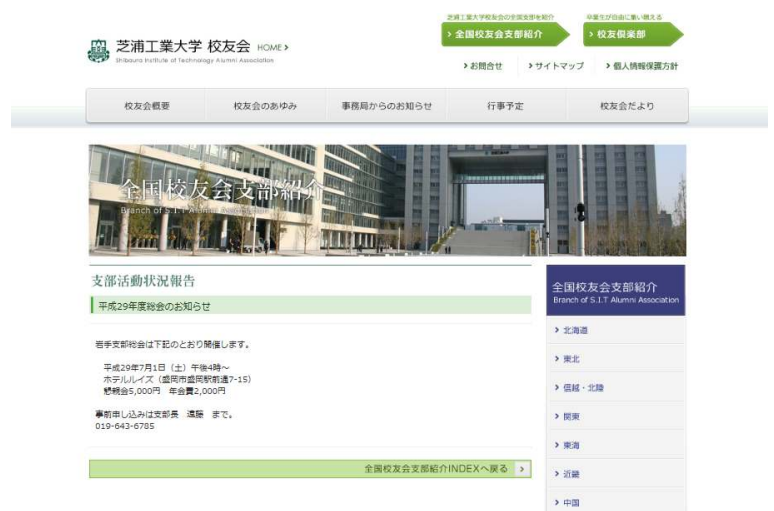 芝浦工業大学校友会の全国支部を紹介
卒業生が自由に集い憩える
全国校友会支部紹介
校友倶楽部
芝浦工業大学 校友会 HOME
Shibaura Institute of Technology Alumni Association
お問合せ
サイトマップ
個人情報保護方針
校友会概要
校友会のあゆみ
事務局からのお知らせ
行事予定
校友会だより
全国校友会支部紹介
Branch of S.I.T Alumni Association
支部活動状況報告
平成29年度総会のお知らせ
岩手支部総会は下記のとおり開催します。
平成29年7月1日（土）午後4時～
ホテルルイズ（盛岡市盛岡駅前通7-15）
懇親会5,000円 年会費2,000円
事前申し込みは支部長 遠藤 まで。
019-643-6785
全国校友会支部紹介INDEXへ戻る
全国校友会支部紹介
Branch of S.I.T Alumni Association
北海道
東北
信越・北陸
関東
東海
近畿
中国